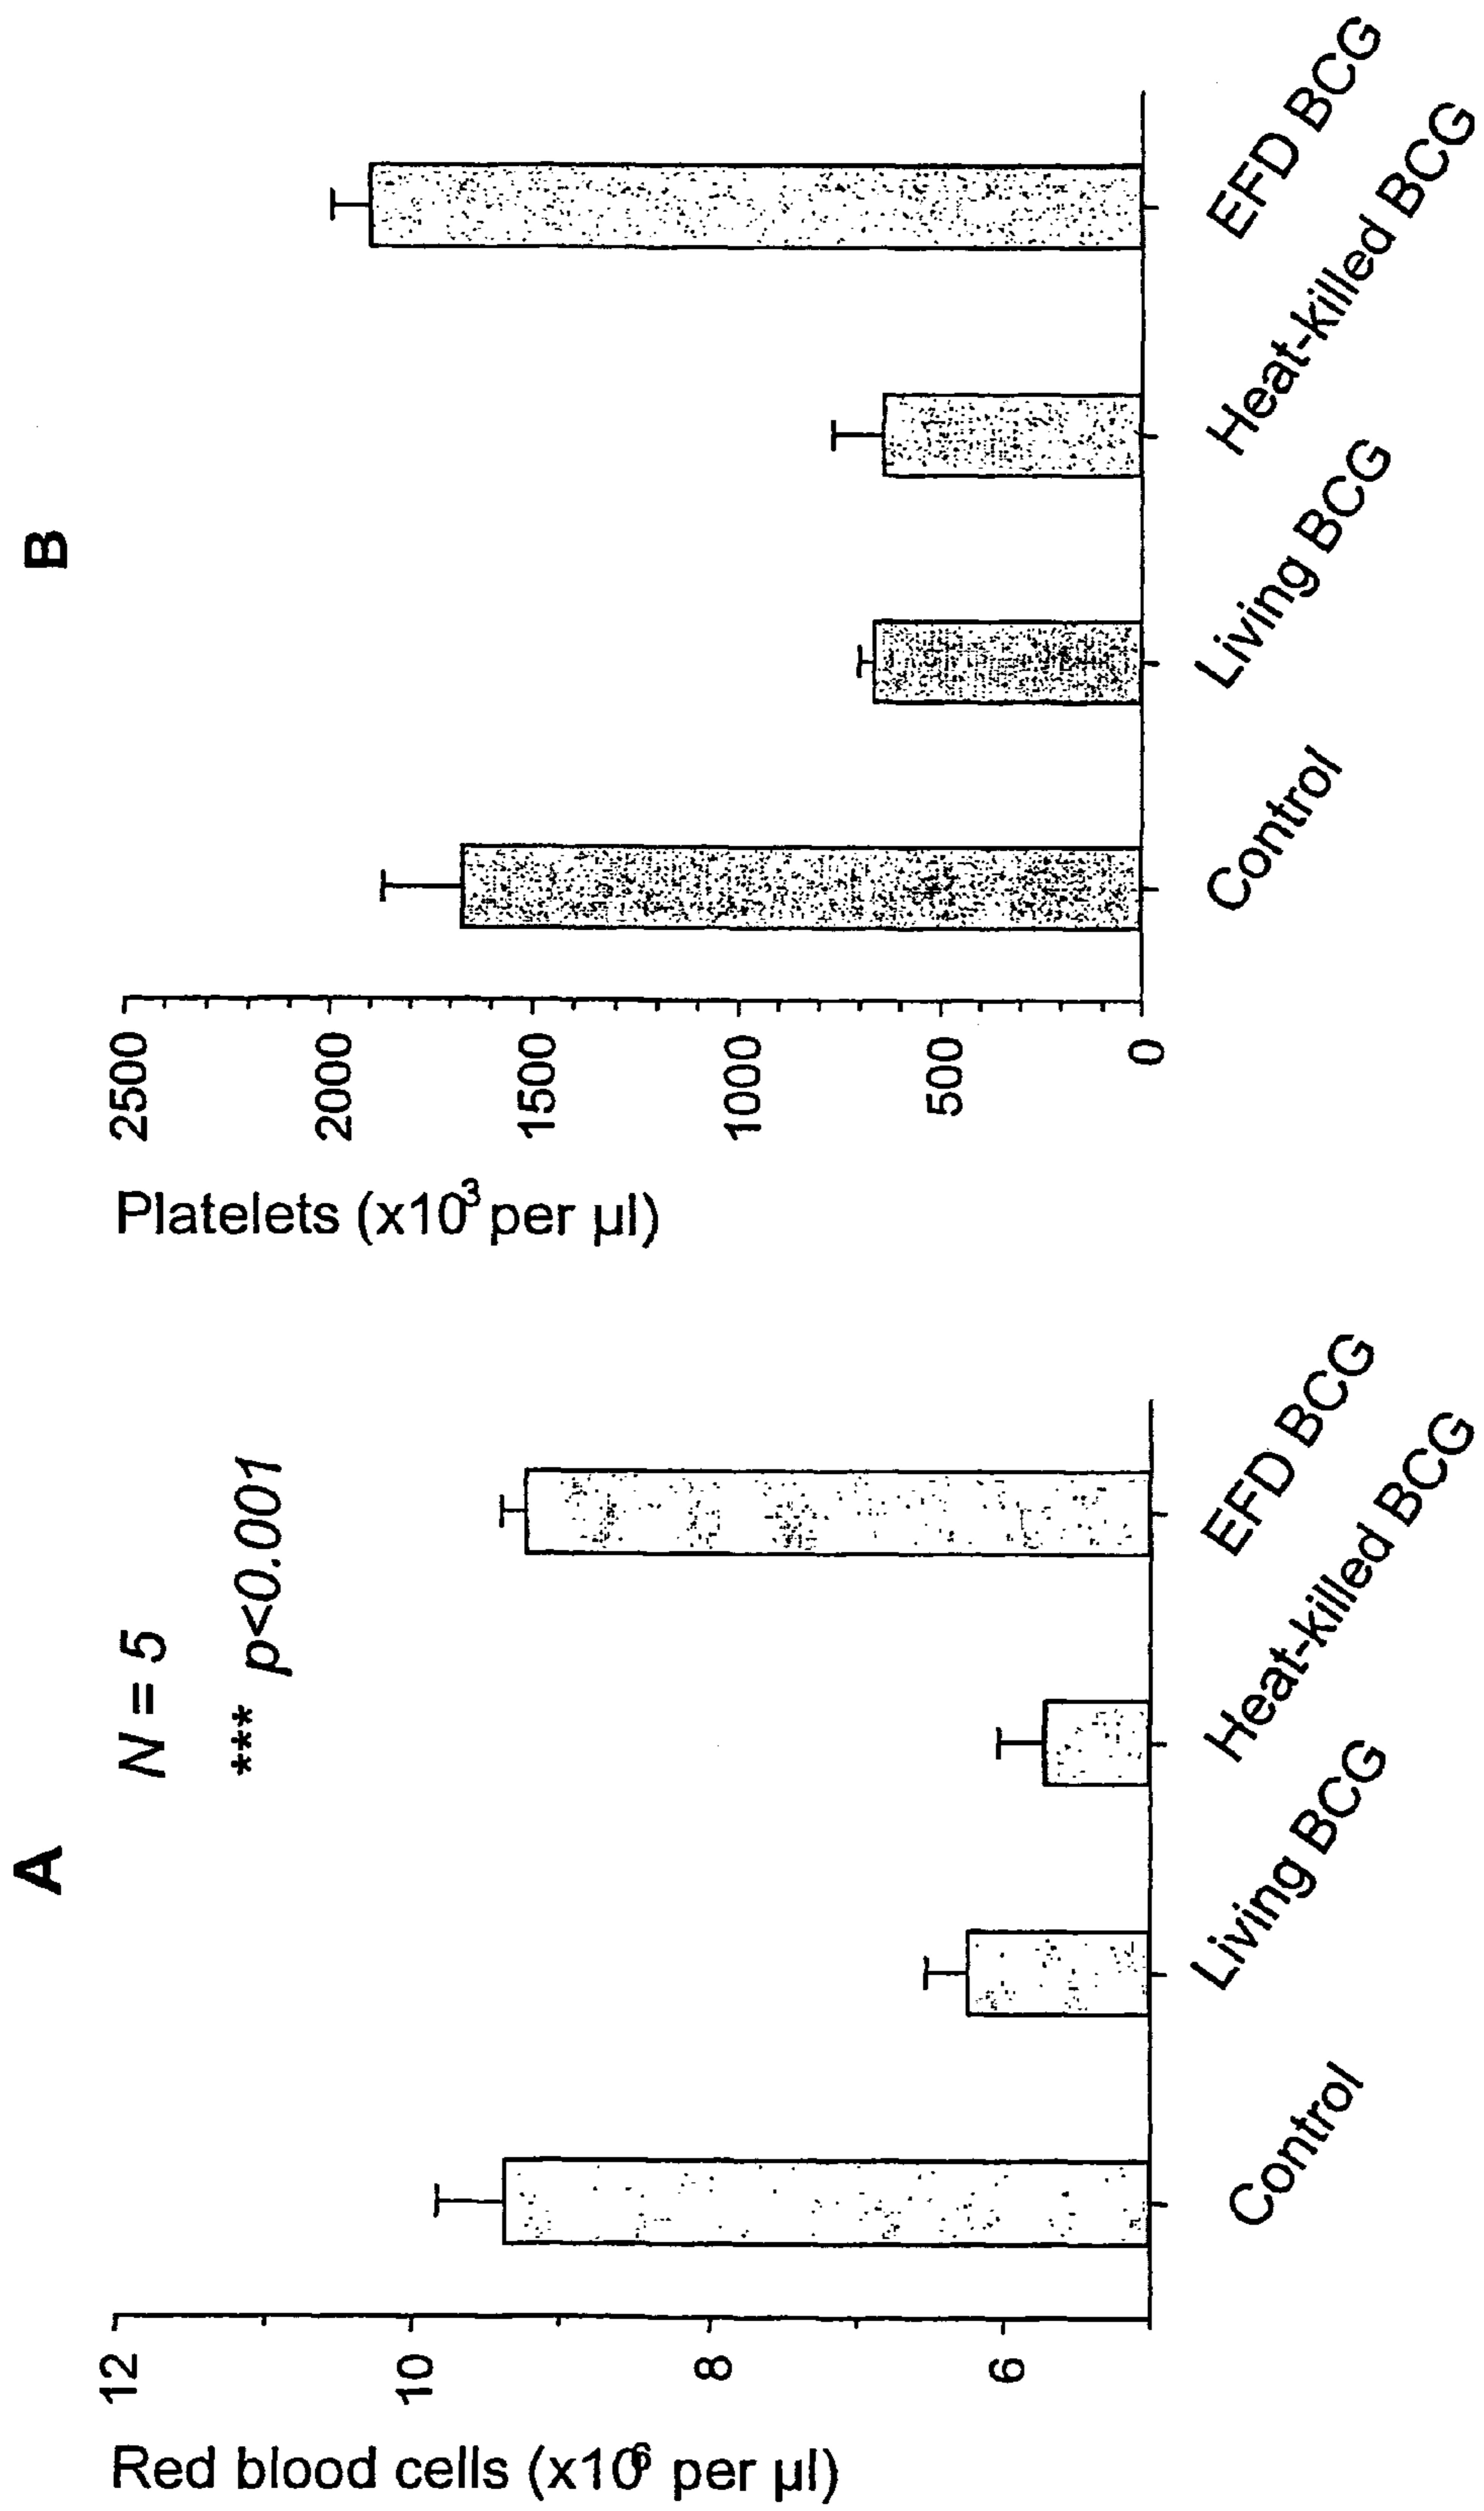 A
N = 5
*** p<0.001
Red blood cells (x10⁶ per µl)
12
10
8
6
Control
Living BCG
Heat-killed BCG
EFD BCG
B
Platelets (x10³ per µl)
2500
2000
1500
1000
500
0
Control
Living BCG
Heat-killed BCG
EFD BCG